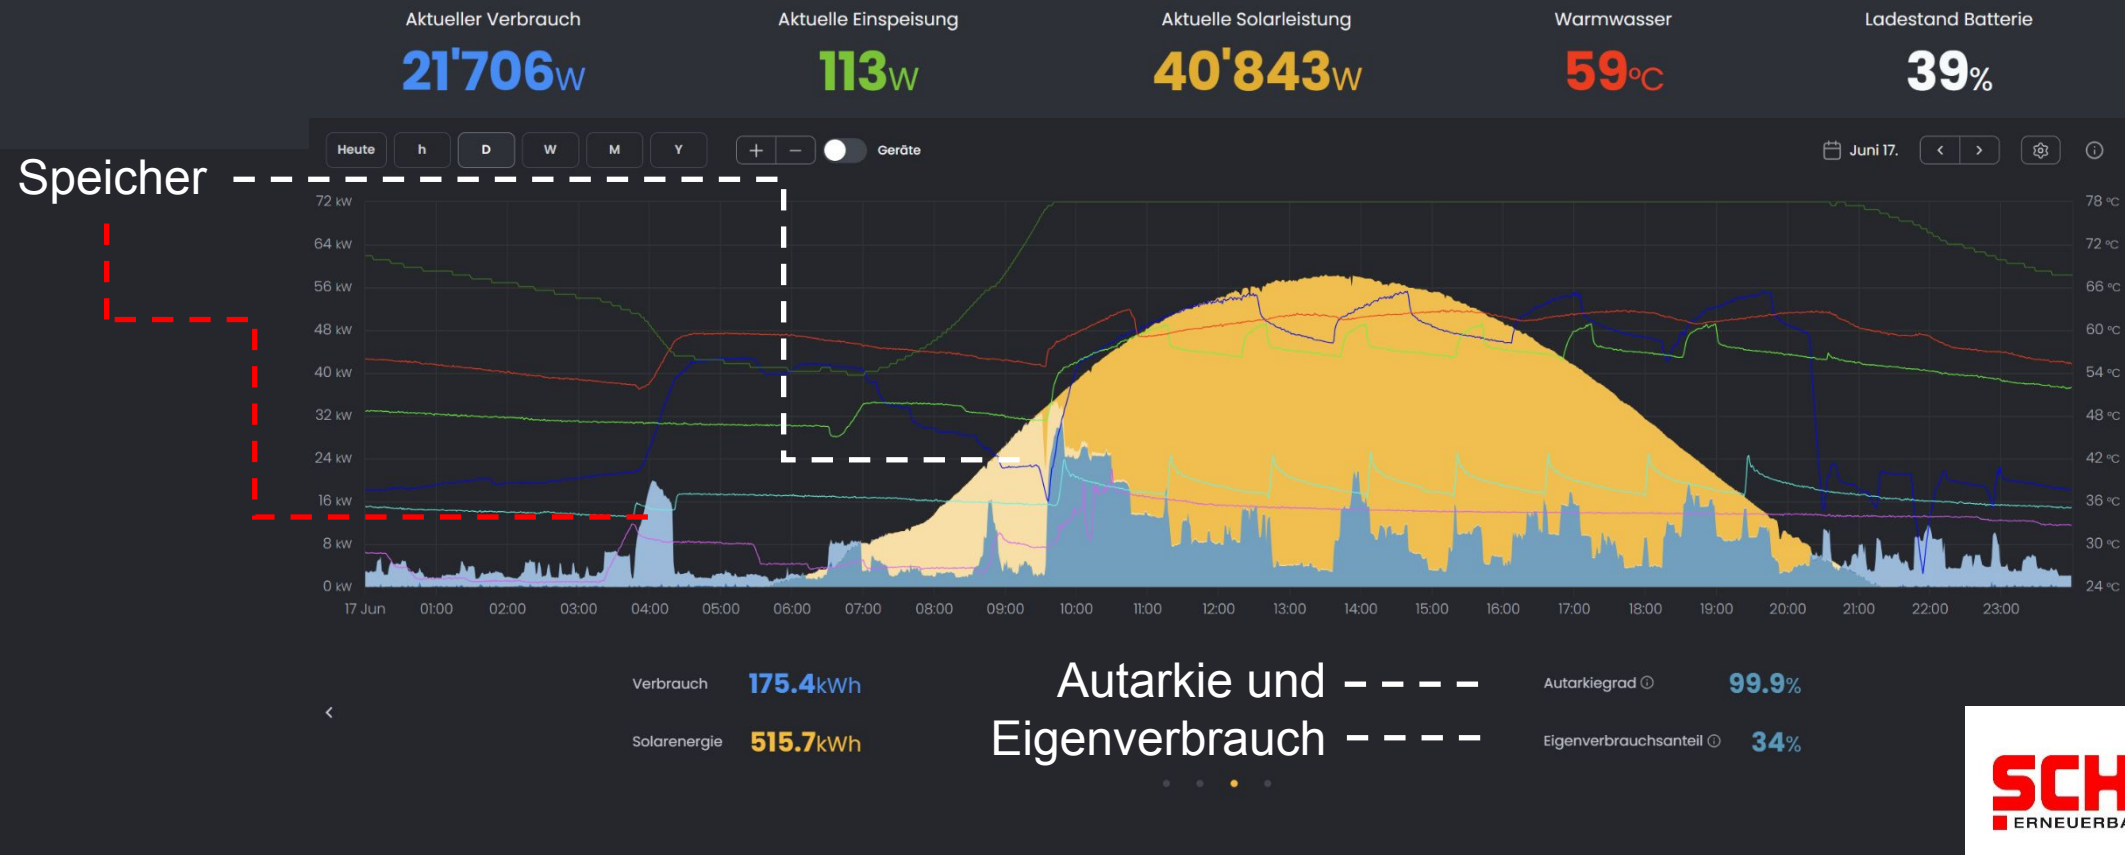 Aktueller Verbrauch
21'706W
Aktuelle Einspeisung
113W
Aktuelle Solarleistung
40'843W
Warmwasser
59°C
Ladestand Batterie
39%
Heute h D W M Y + − Geräte
Juni 17. < >
Speicher
72 kW
64 kW
56 kW
48 kW
40 kW
32 kW
24 kW
16 kW
8 kW
0 kW
78 °C
72 °C
66 °C
60 °C
54 °C
48 °C
42 °C
36 °C
30 °C
24 °C
17 Jun 01:00 02:00 03:00 04:00 05:00 06:00 07:00 08:00 09:00 10:00 11:00 12:00 13:00 14:00 15:00 16:00 17:00 18:00 19:00 20:00 21:00 22:00 23:00
Verbrauch 175.4kWh
Solarenergie 515.7kWh
Autarkie und
Eigenverbrauch
Autarkiegrad 99.9%
Eigenverbrauchsanteil 34%
SCH
ERNEUERBA